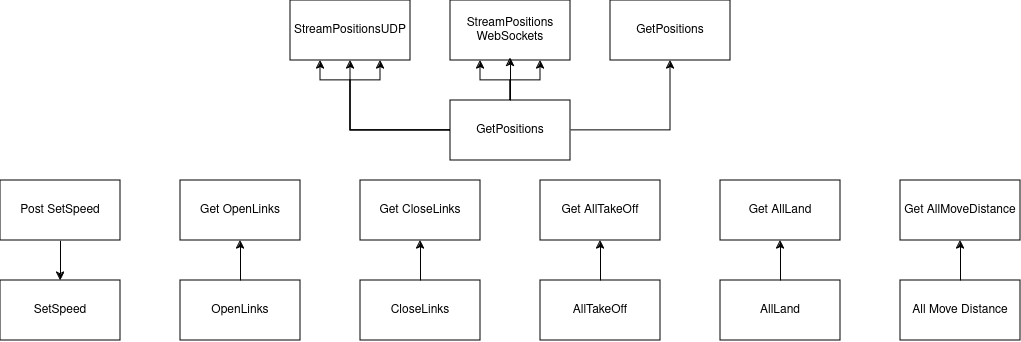 StreamPositionsUDP
StreamPositions
WebSockets
GetPositions
GetPositions
Post SetSpeed
Get OpenLinks
Get CloseLinks
Get AllTakeOff
Get AllLand
Get AllMoveDistance
SetSpeed
OpenLinks
CloseLinks
AllTakeOff
AllLand
All Move Distance